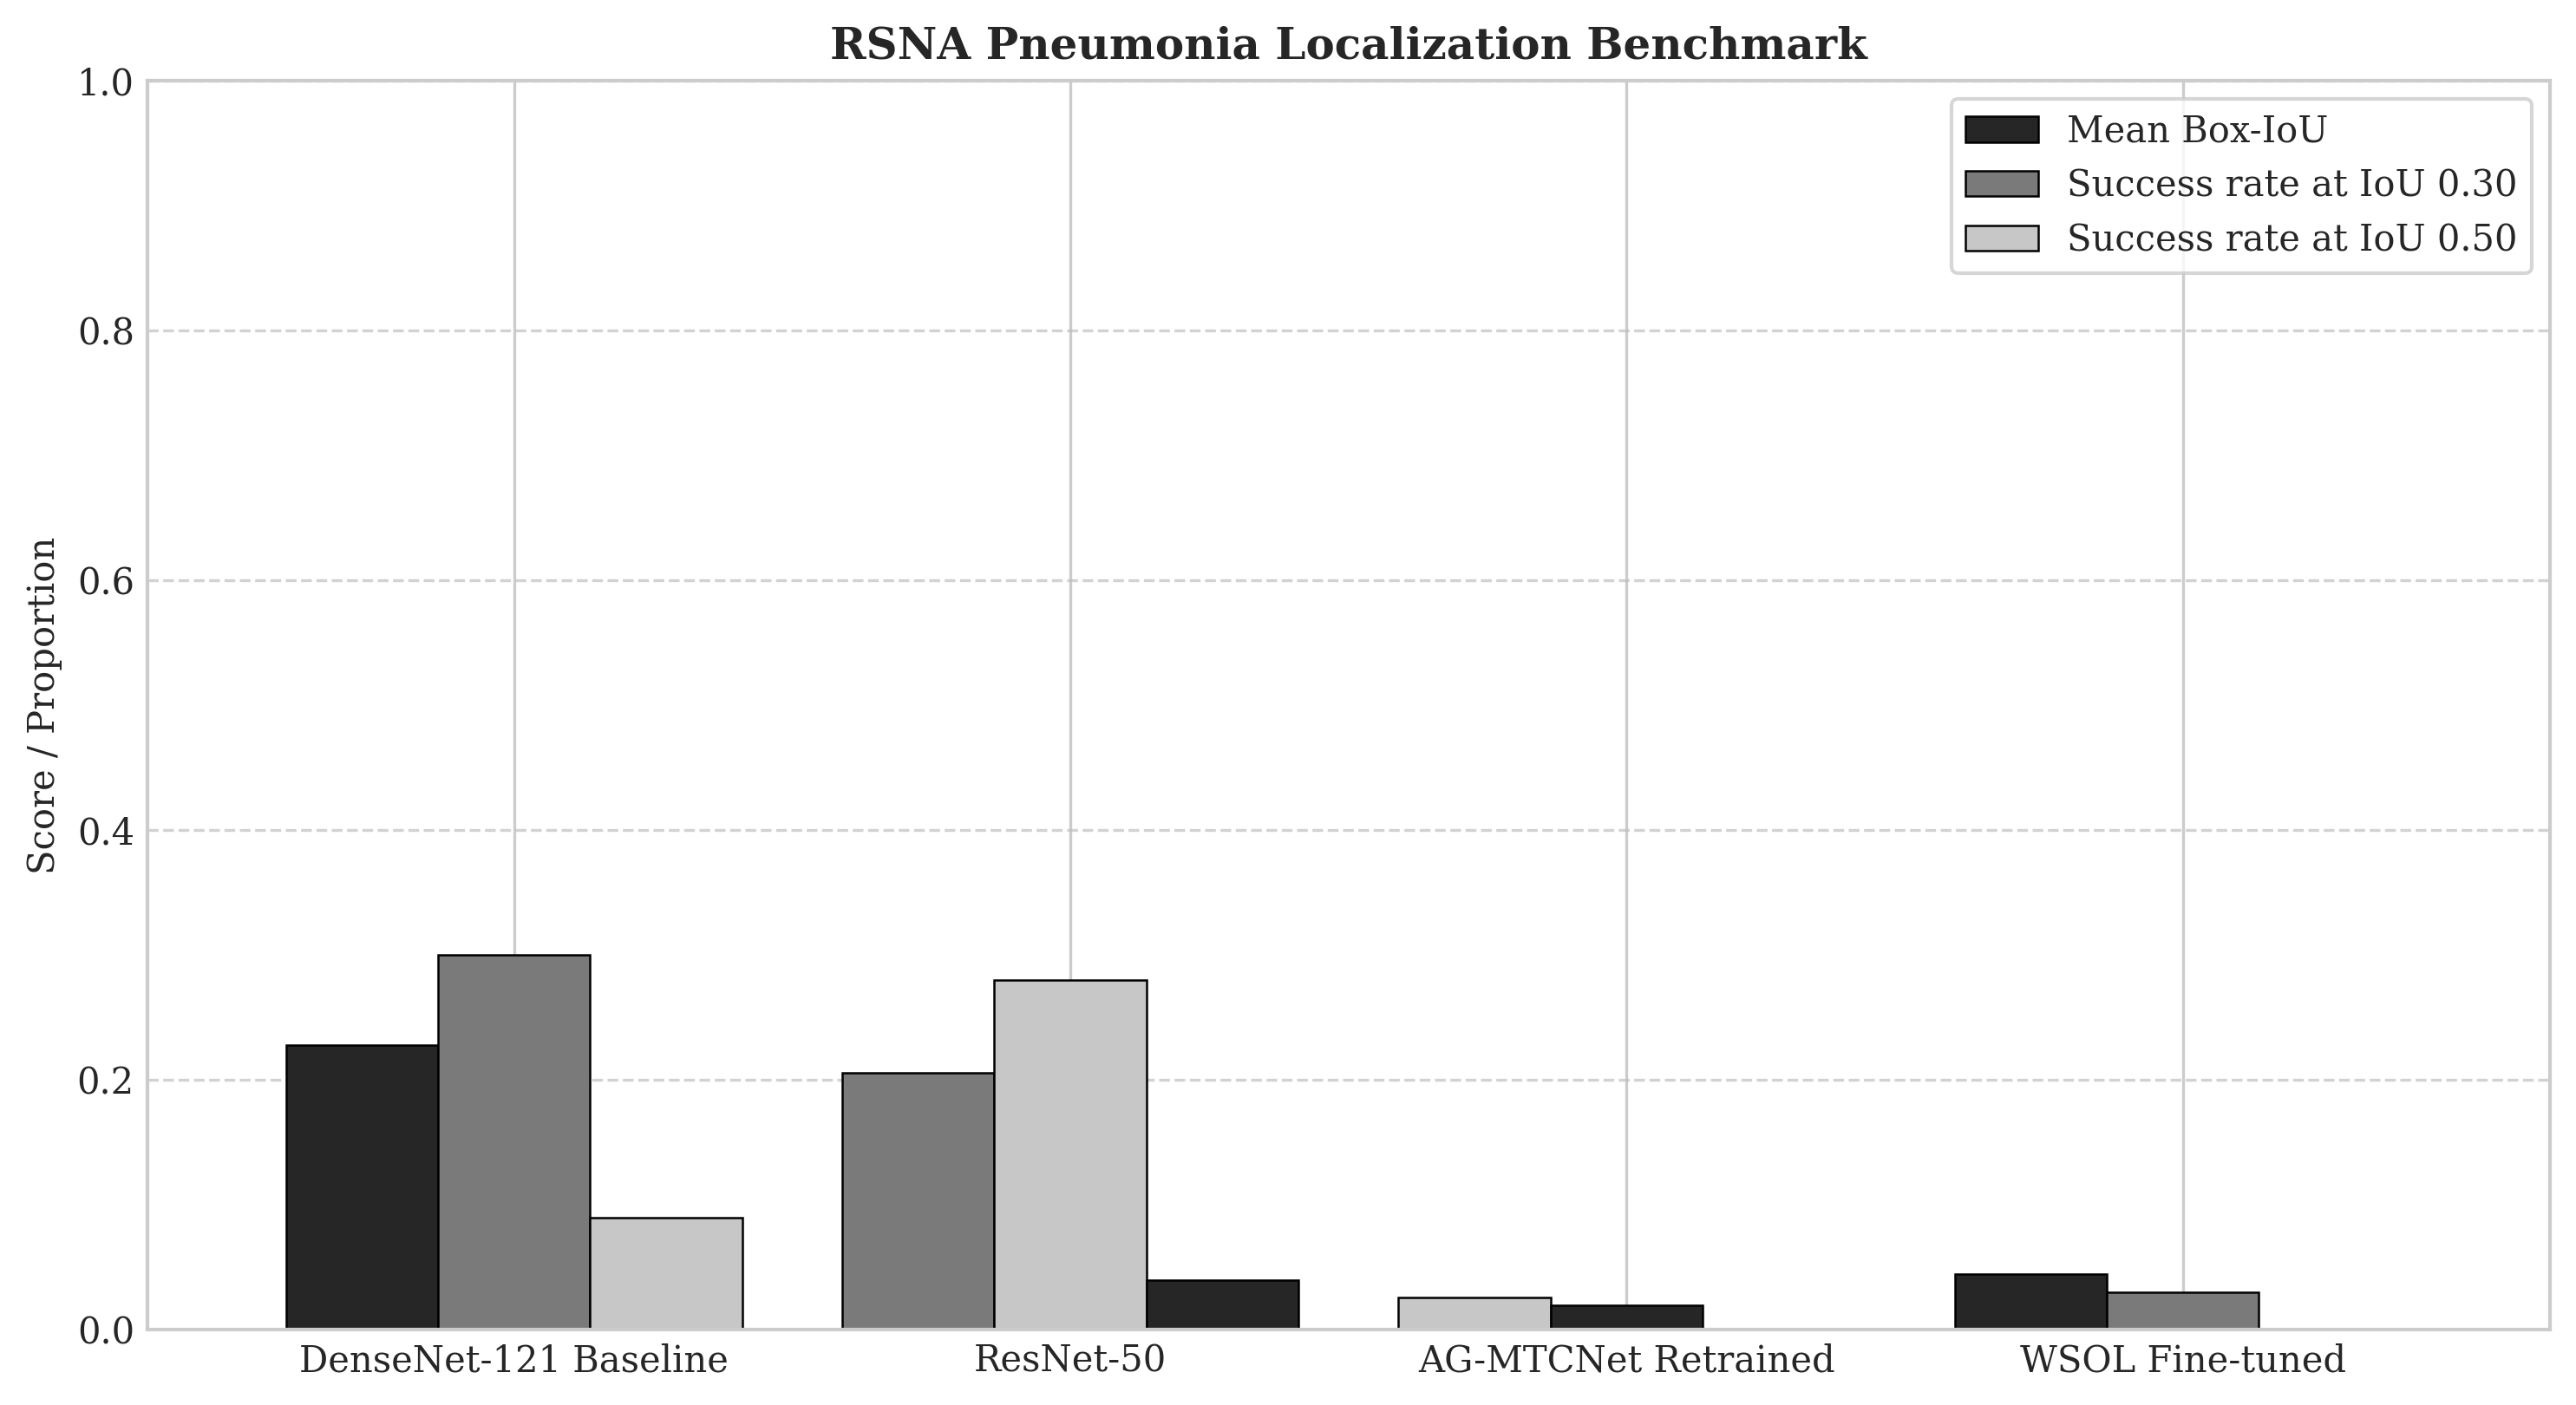 RSNA Pneumonia Localization Benchmark
1.0
0.8
0.6
0.4
0.2
0.0
Score / Proportion
Mean Box-IoU
Success rate at IoU 0.30
Success rate at IoU 0.50
DenseNet-121 Baseline
ResNet-50
AG-MTCNet Retrained
WSOL Fine-tuned